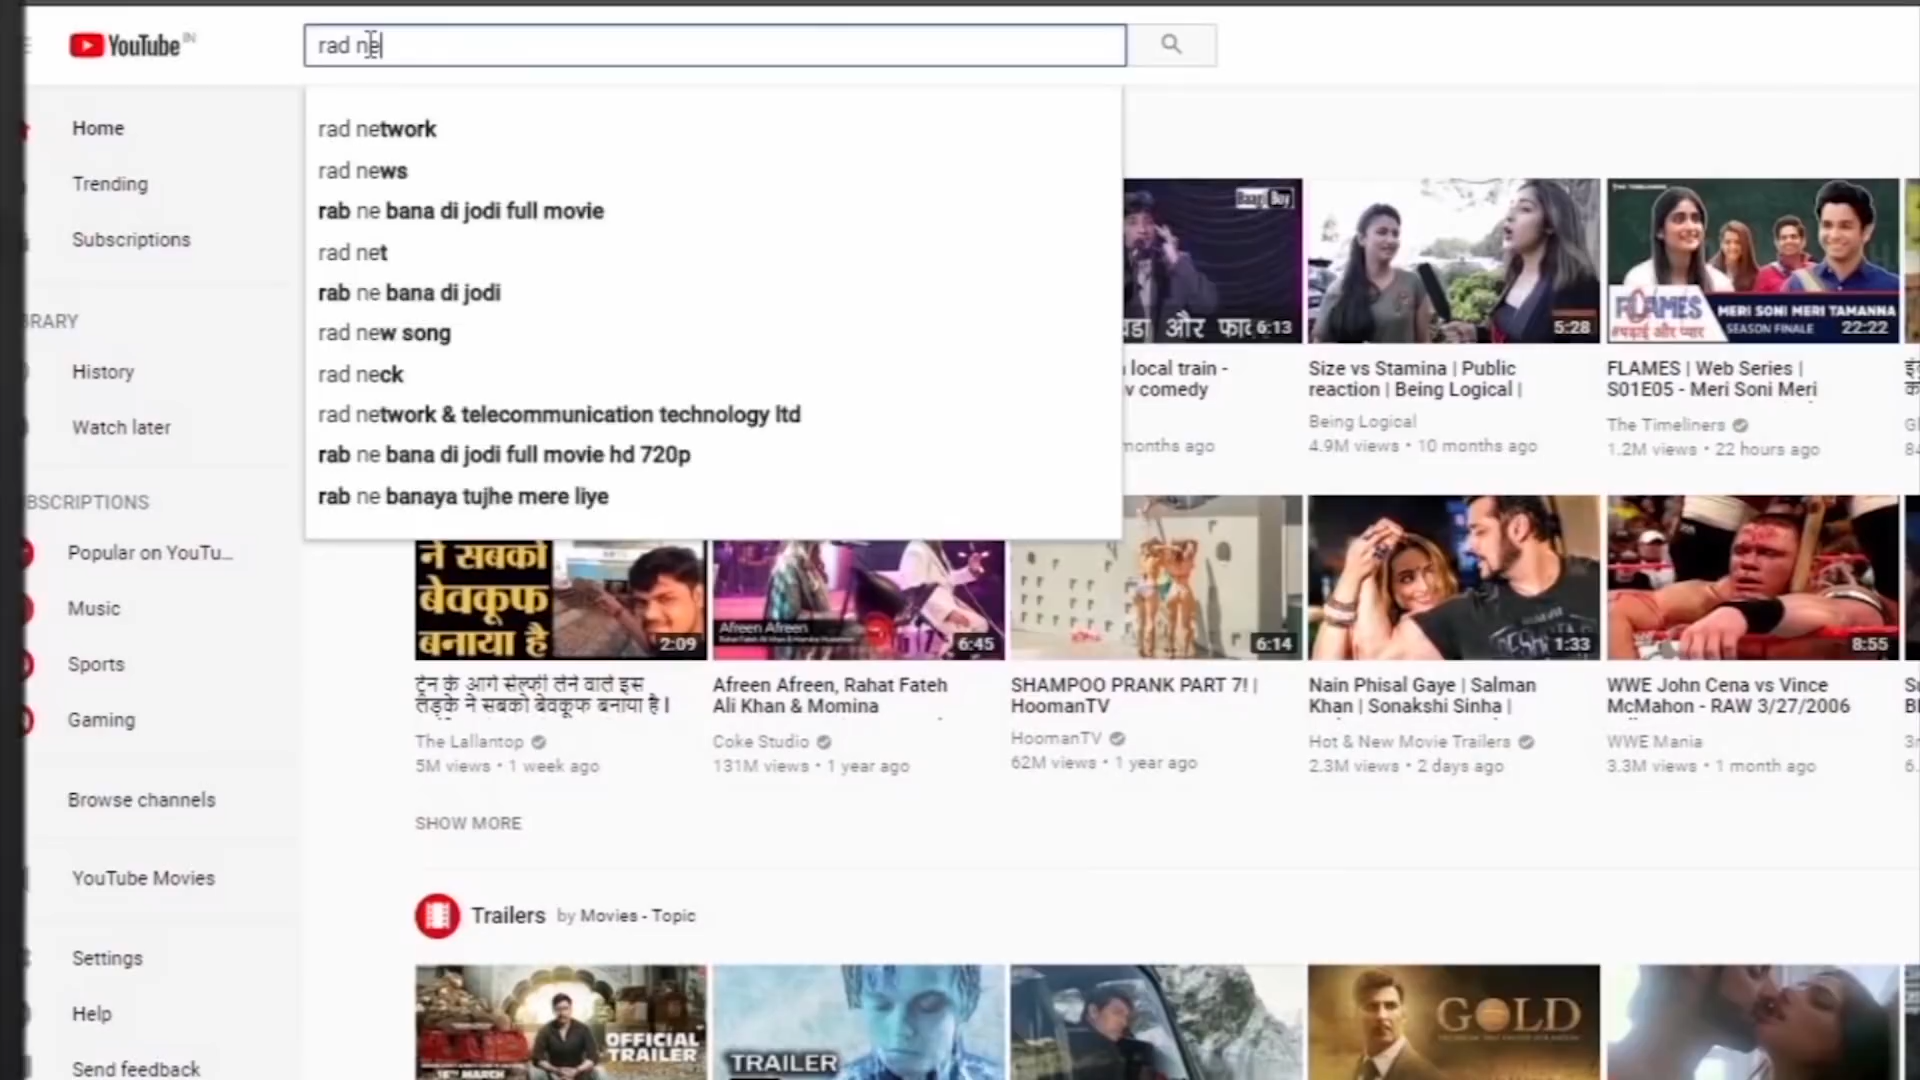 YouTube IN
rad ne
Home
Trending
Subscriptions
RARY
History
Watch later
BSCRIPTIONS
Popular on YouTu...
Music
Sports
Gaming
Browse channels
YouTube Movies
Settings
Help
Send feedback
rad network
rad news
rab ne bana di jodi full movie
rad net
rab ne bana di jodi
rad new song
rad neck
rad network & telecommunication technology ltd
rab ne bana di jodi full movie hd 720p
rab ne banaya tujhe mere liye
और 6:13
5:28
THE TIMELINERS
FLAMES
#पढ़ाई और प्यार
MERI SONI MERI TAMANNA
SEASON FINALE 22:22
local train -
comedy
months ago
Size vs Stamina | Public
reaction | Being Logical |
Being Logical
4.9M views • 10 months ago
FLAMES | Web Series |
S01E05 - Meri Soni Meri
The Timeliners
1.2M views • 22 hours ago
ने सबको
बेवकूफ
बनाया है
2:09
Afreen Afreen
6:45
6:14
1:33
8:55
ट्रेन के आगे सेल्फी लेने वाले इस
लड़के ने सबको बेवकूफ बनाया है।
The Lallantop
5M views • 1 week ago
Afreen Afreen, Rahat Fateh
Ali Khan & Momina
Coke Studio
131M views • 1 year ago
SHAMPOO PRANK PART 7! |
HoomanTV
HoomanTV
62M views • 1 year ago
Nain Phisal Gaye | Salman
Khan | Sonakshi Sinha |
Hot & New Movie Trailers
2.3M views • 2 days ago
WWE John Cena vs Vince
McMahon - RAW 3/27/2006
WWE Mania
3.3M views • 1 month ago
SHOW MORE
Trailers by Movies - Topic
OFFICIAL
TRAILER
16TH MARCH
TRAILER
GOLD